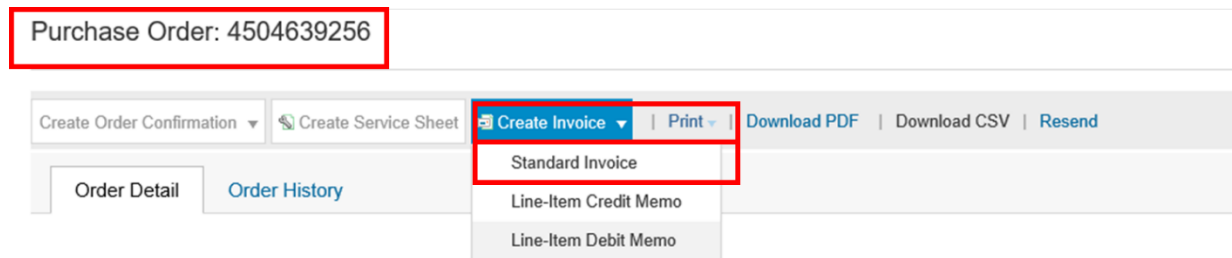 Purchase Order: 4504639256
Create Order Confirmation Create Service Sheet Create Invoice | Print | Download PDF | Download CSV | Resend
Standard Invoice
Order Detail Order History
Line-Item Credit Memo
Line-Item Debit Memo